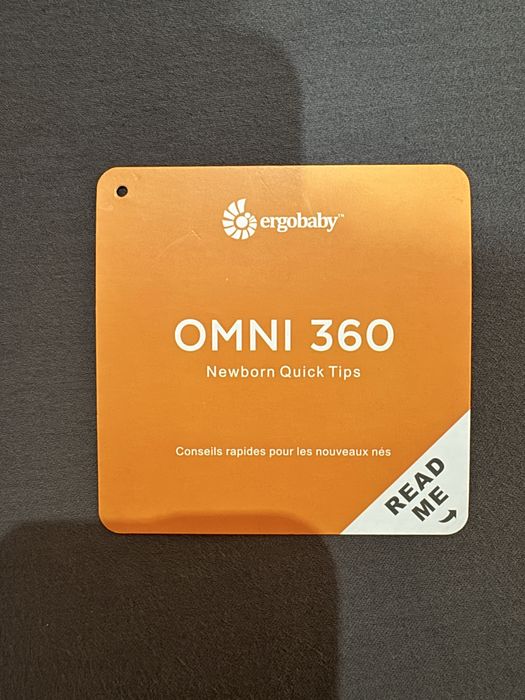 ergobaby™
OMNI 360
Newborn Quick Tips
Conseils rapides pour les nouveaux nés
READ
ME